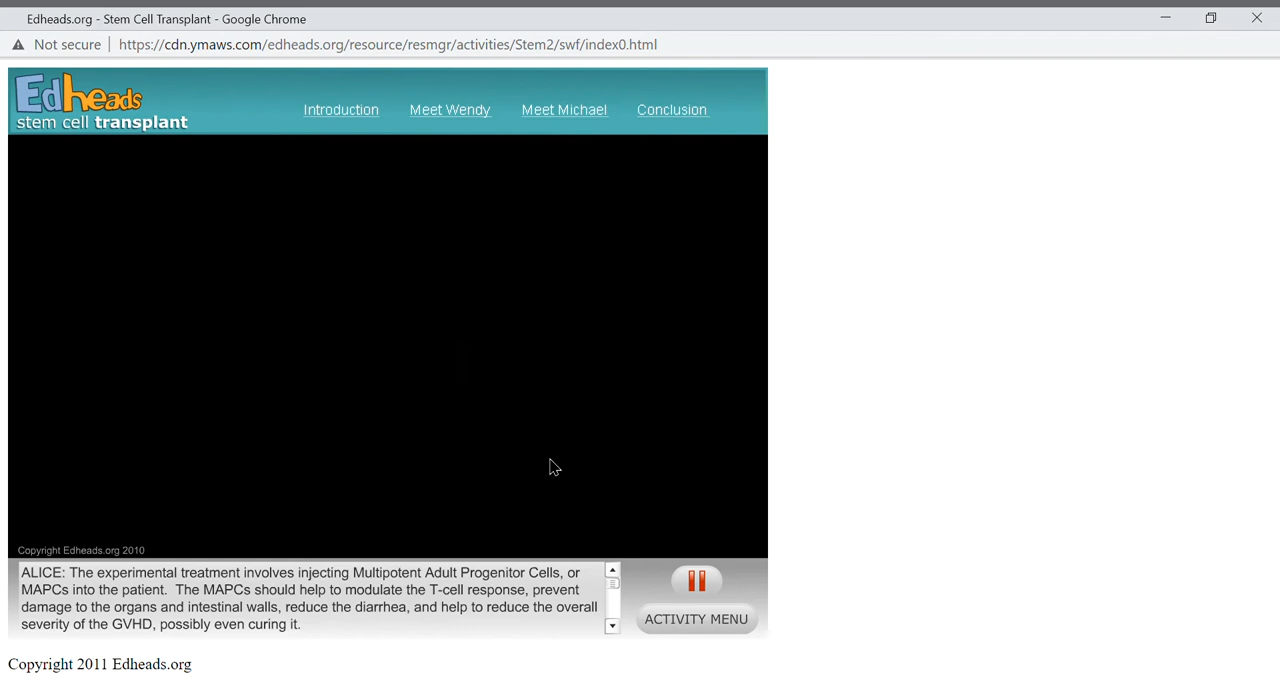 Edheads.org - Stem Cell Transplant - Google Chrome
Not secure | https://cdn.ymaws.com/edheads.org/resource/resmgr/activities/Stem2/swf/index0.html
Edheads
stem cell transplant
Introduction Meet Wendy Meet Michael Conclusion
Copyright Edheads.org 2010
ALICE: The experimental treatment involves injecting Multipotent Adult Progenitor Cells, or
MAPCs into the patient. The MAPCs should help to modulate the T-cell response, prevent
damage to the organs and intestinal walls, reduce the diarrhea, and help to reduce the overall
severity of the GVHD, possibly even curing it.
ACTIVITY MENU
Copyright 2011 Edheads.org